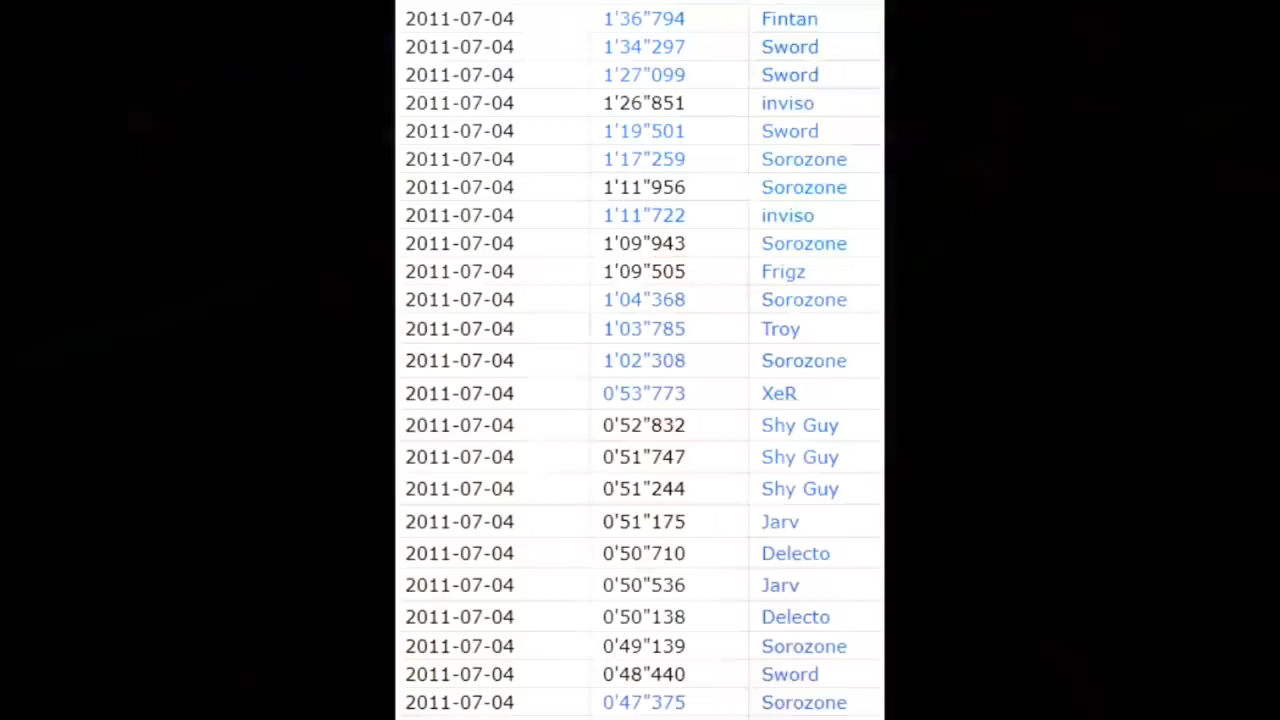 2011-07-04 1'36"794 Fintan
2011-07-04 1'34"297 Sword
2011-07-04 1'27"099 Sword
2011-07-04 1'26"851 inviso
2011-07-04 1'19"501 Sword
2011-07-04 1'17"259 Sorozone
2011-07-04 1'11"956 Sorozone
2011-07-04 1'11"722 inviso
2011-07-04 1'09"943 Sorozone
2011-07-04 1'09"505 Frigz
2011-07-04 1'04"368 Sorozone
2011-07-04 1'03"785 Troy
2011-07-04 1'02"308 Sorozone
2011-07-04 0'53"773 XeR
2011-07-04 0'52"832 Shy Guy
2011-07-04 0'51"747 Shy Guy
2011-07-04 0'51"244 Shy Guy
2011-07-04 0'51"175 Jarv
2011-07-04 0'50"710 Delecto
2011-07-04 0'50"536 Jarv
2011-07-04 0'50"138 Delecto
2011-07-04 0'49"139 Sorozone
2011-07-04 0'48"440 Sword
2011-07-04 0'47"375 Sorozone